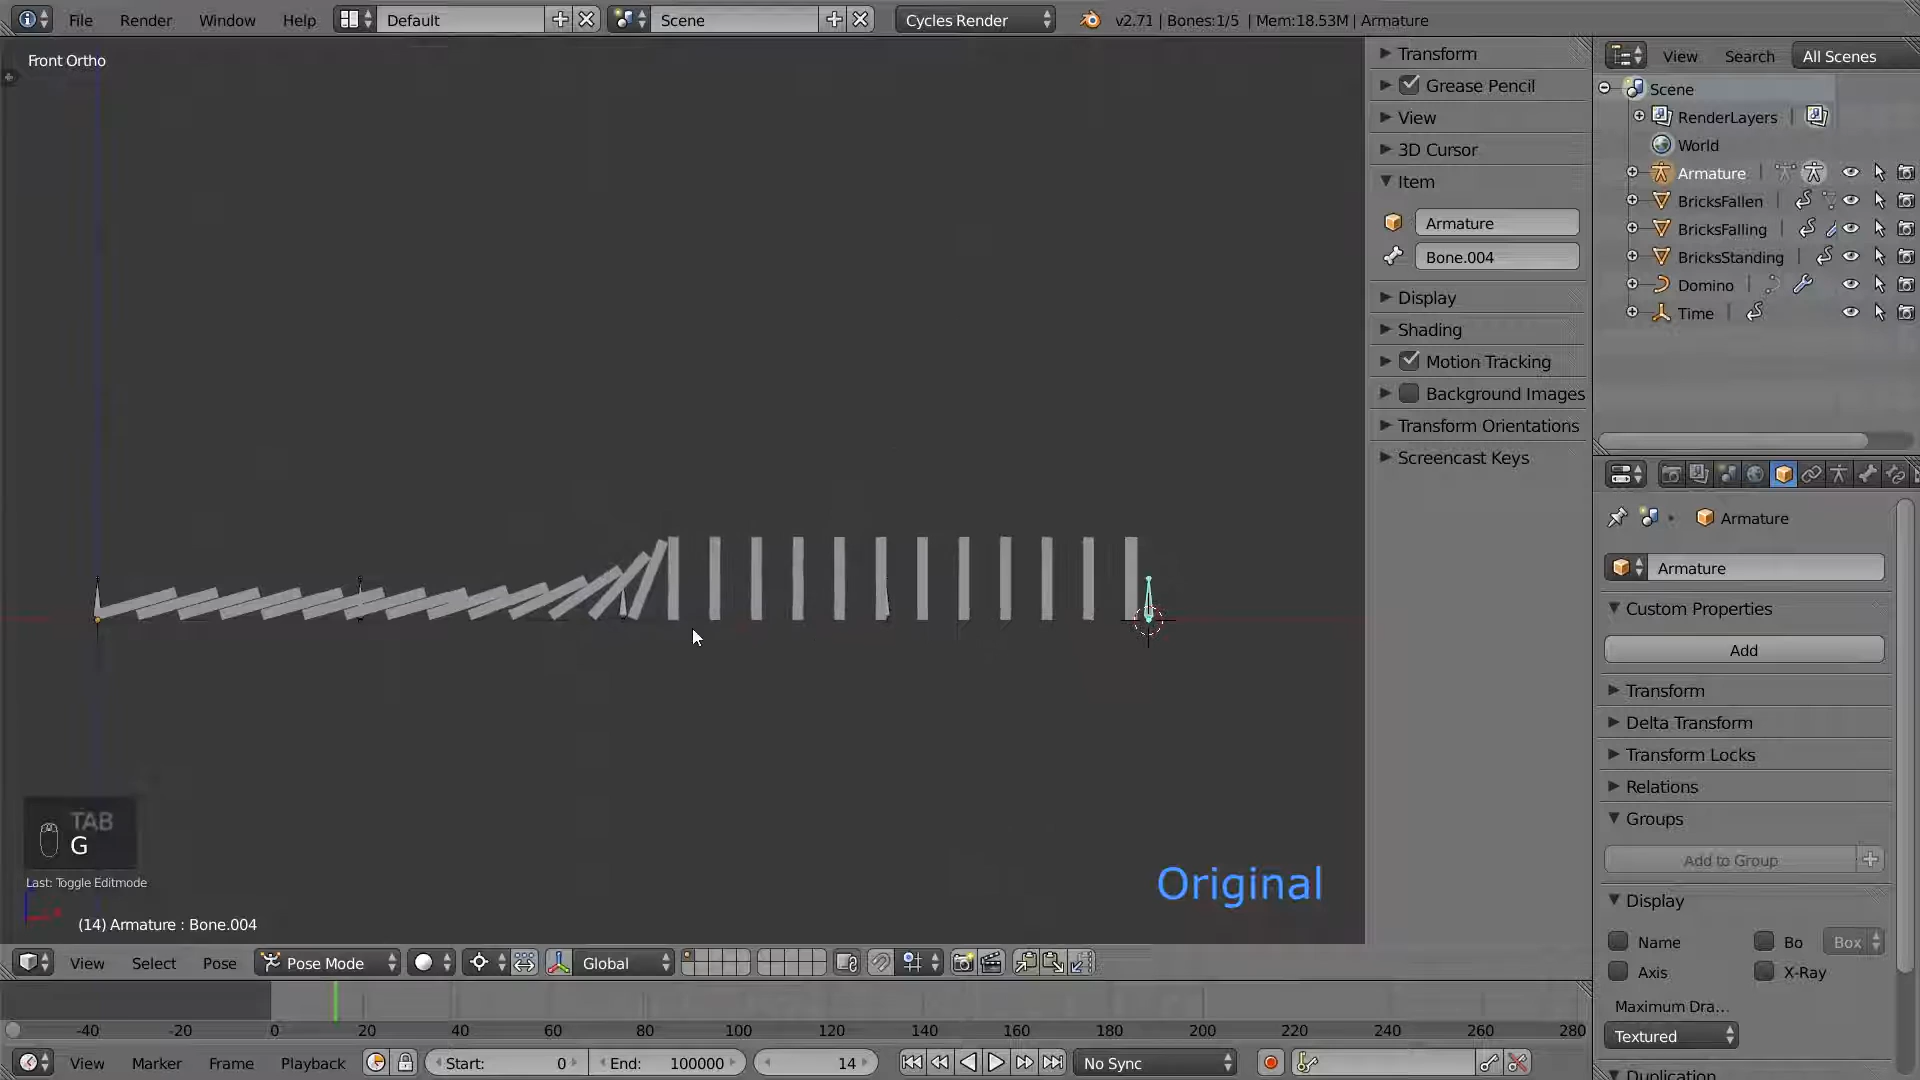 File Render Window Help Default Scene Cycles Render v2.71 | Bones:1/5 | Mem:18.53M | Armature
Front Ortho
Transform
Grease Pencil
View
3D Cursor
Item
Armature
Bone.004
Display
Shading
Motion Tracking
Background Images
Transform Orientations
Screencast Keys
View Search All Scenes
Scene
RenderLayers
World
Armature
BricksFallen
BricksFalling
BricksStanding
Domino
Time
Armature
Armature
Custom Properties
Add
Transform
Delta Transform
Transform Locks
Relations
Groups
Add to Group
Display
Name Bo Box
Axis X-Ray
Maximum Dra...
Textured
TAB
G
Last: Toggle Editmode
(14) Armature : Bone.004
Original
View Select Pose Pose Mode Global
-40 -20 0 20 40 60 80 100 120 140 160 180 200 220 240 260 280
View Marker Frame Playback Start: 0 End: 100000 14 No Sync